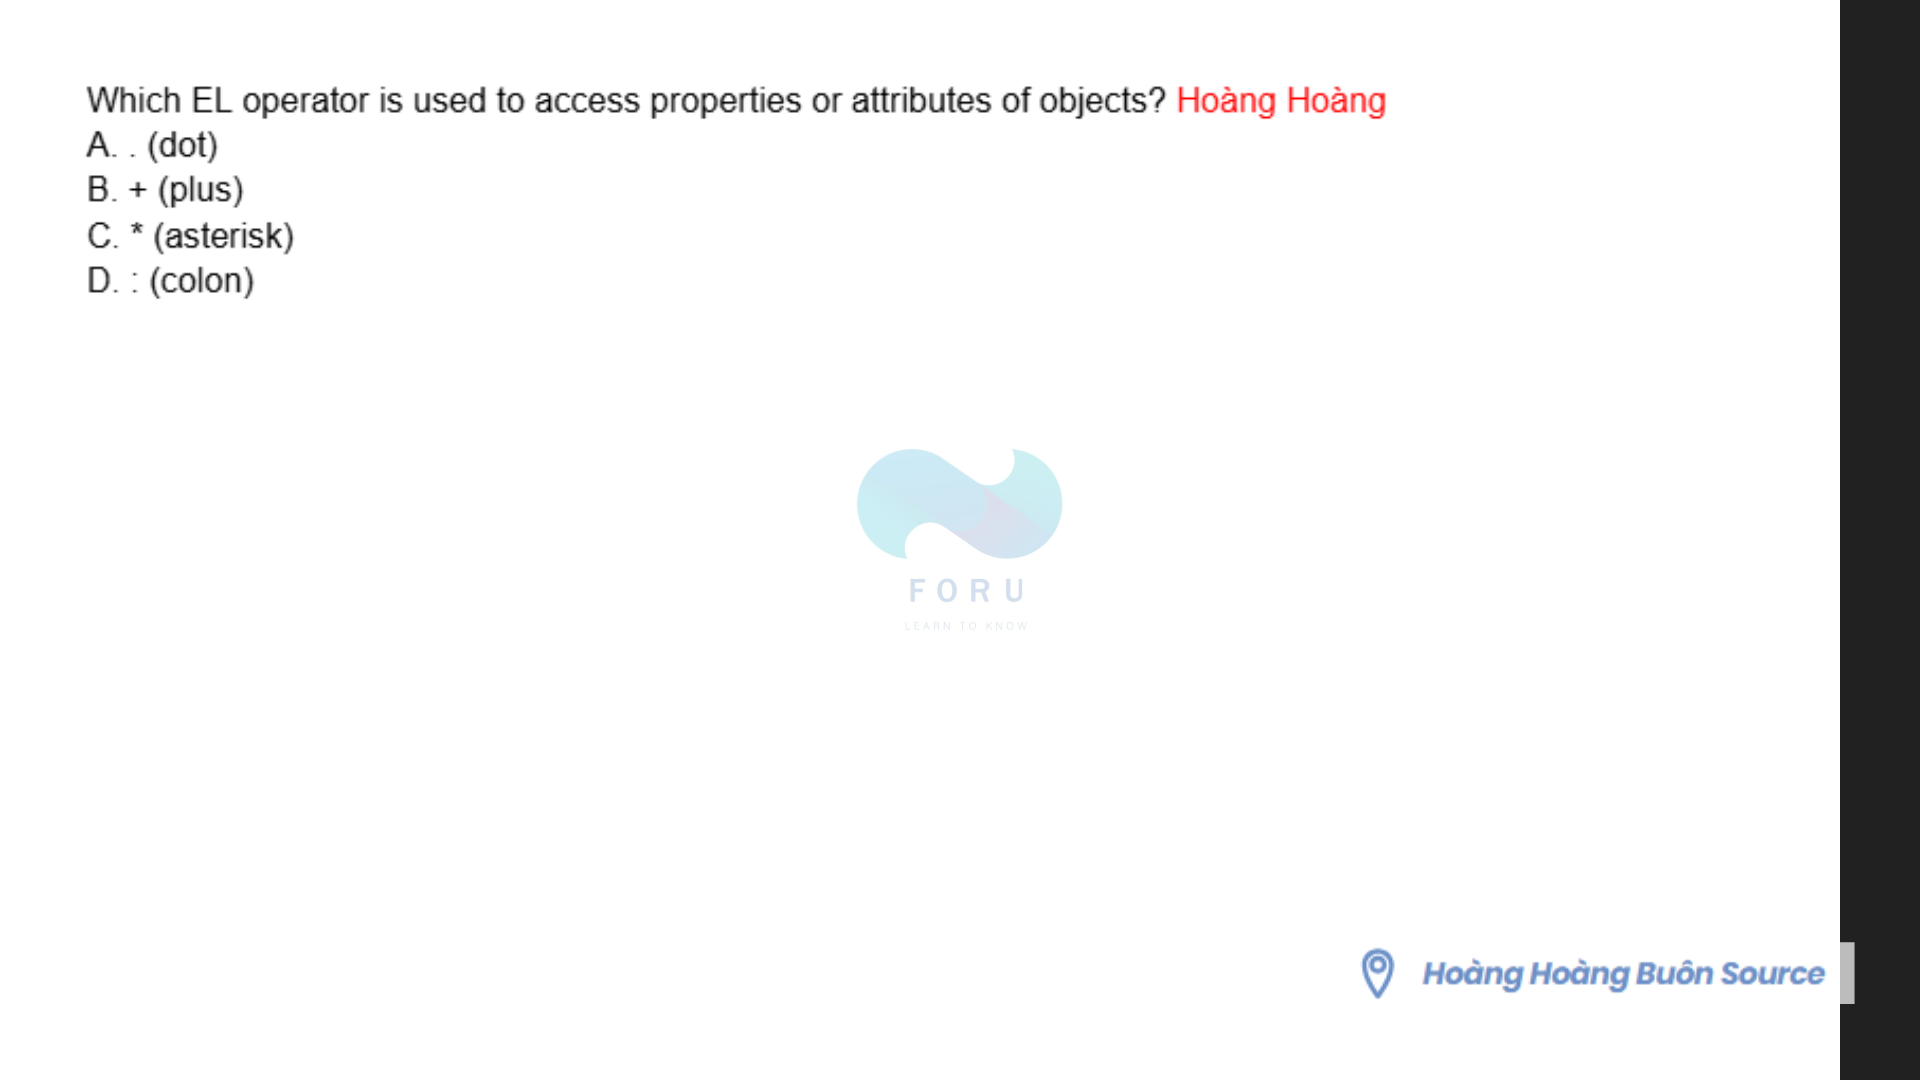 Which EL operator is used to access properties or attributes of objects? Hoàng Hoàng
A. . (dot)
B. + (plus)
C. * (asterisk)
D. : (colon)
FORU
LEARN TO KNOW
Hoàng Hoàng Buôn Source